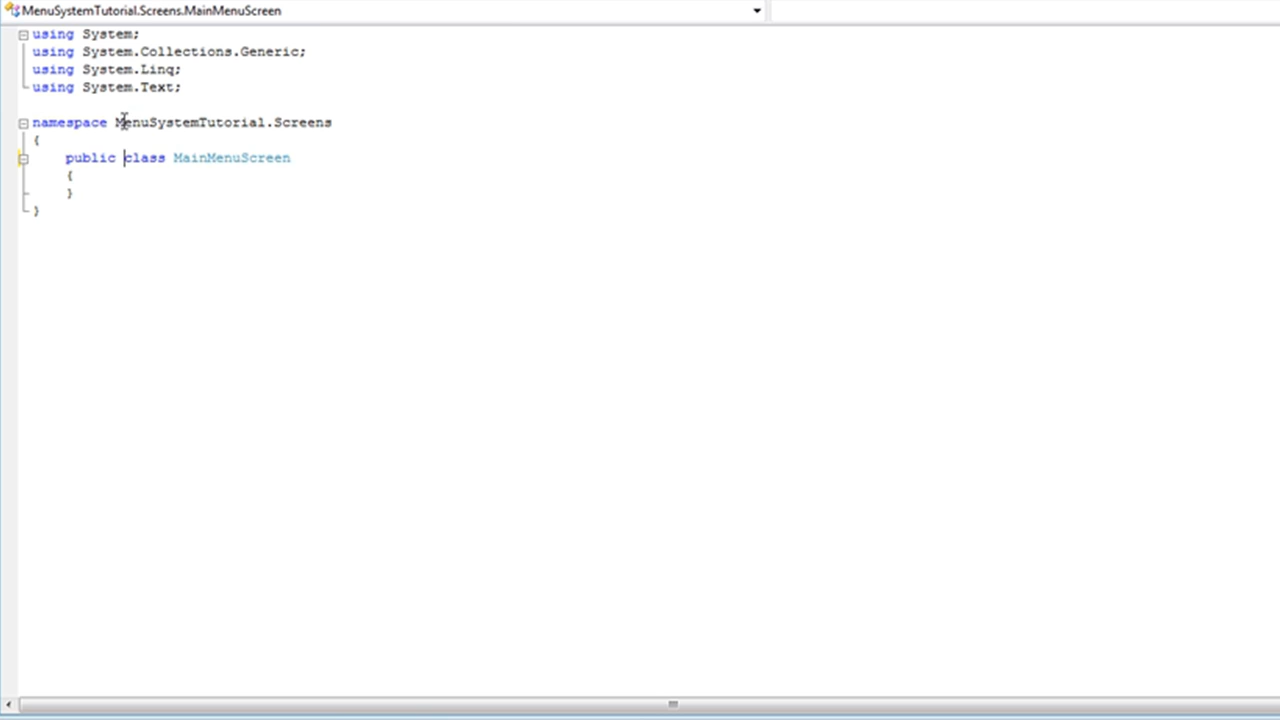 MenuSystemTutorial.Screens.MainMenuScreen
using System;
using System.Collections.Generic;
using System.Linq;
using System.Text;
namespace MenuSystemTutorial.Screens
{
public class MainMenuScreen
{
}
}